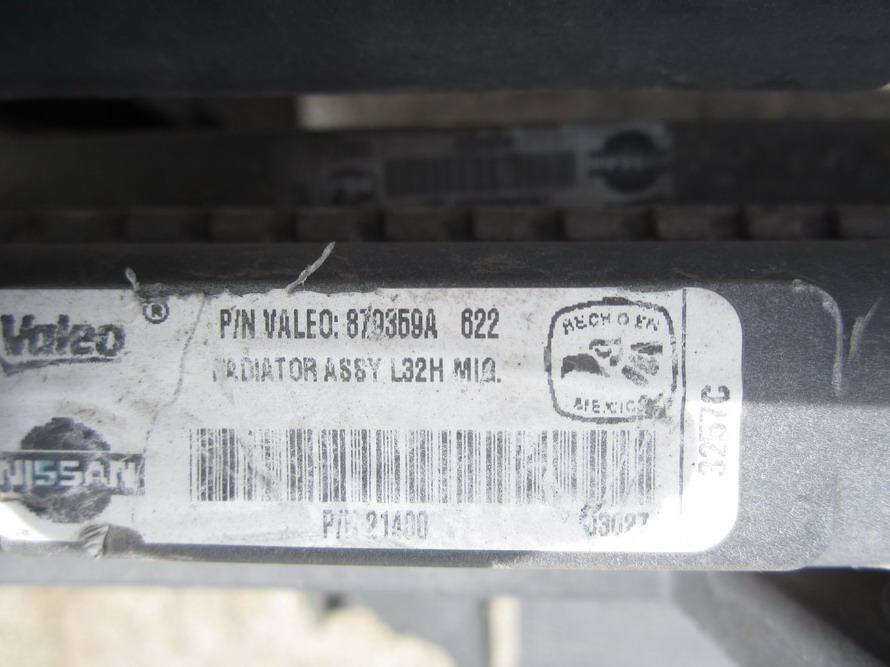 Valeo ®
P/N VALEO: 879359A 622
RADIATOR ASSY L32H MIQ.
HECHO EN
MEXICO
NISSAN
P/N 21400
3257C